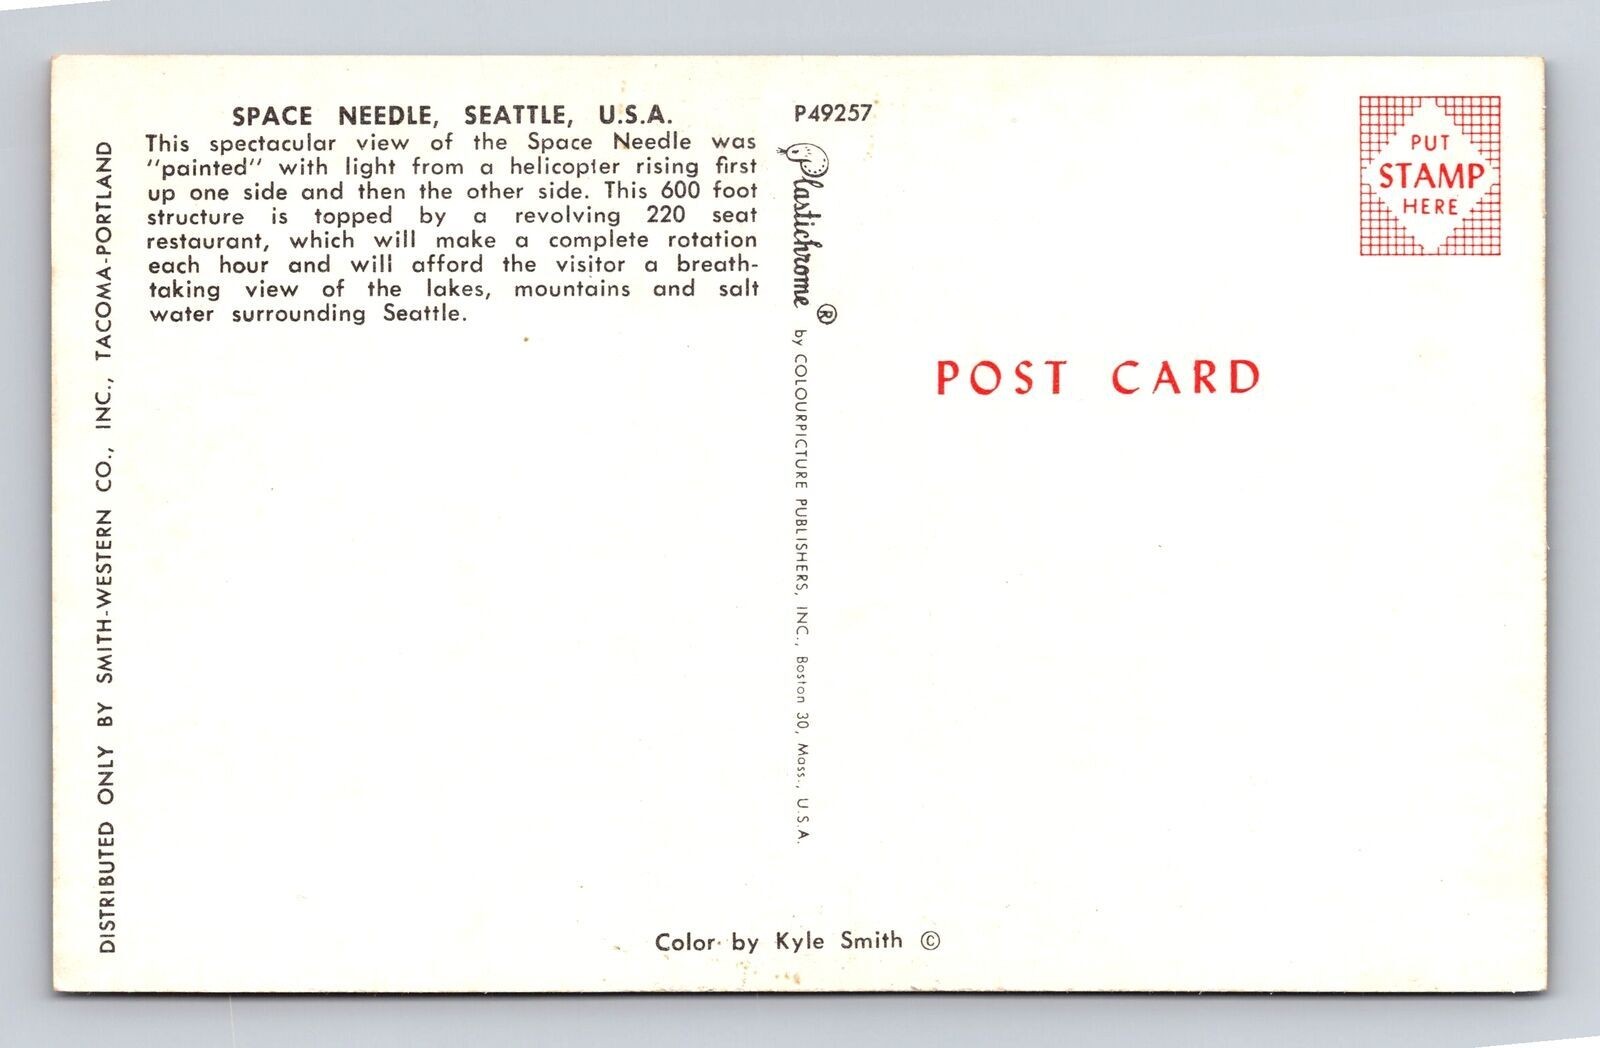 SPACE NEEDLE, SEATTLE, U.S.A.
This spectacular view of the Space Needle was
"painted" with light from a helicopter rising first
up one side and then the other side. This 600 foot
structure is topped by a revolving 220 seat
restaurant, which will make a complete rotation
each hour and will afford the visitor a breath-
taking view of the lakes, mountains and salt
water surrounding Seattle.
DISTRIBUTED ONLY BY SMITH-WESTERN CO., INC., TACOMA-PORTLAND
P49257
Plastichrome ® by COLOURPICTURE PUBLISHERS, INC., Boston 30, Mass., U.S.A.
PUT
STAMP
HERE
POST CARD
Color by Kyle Smith ©